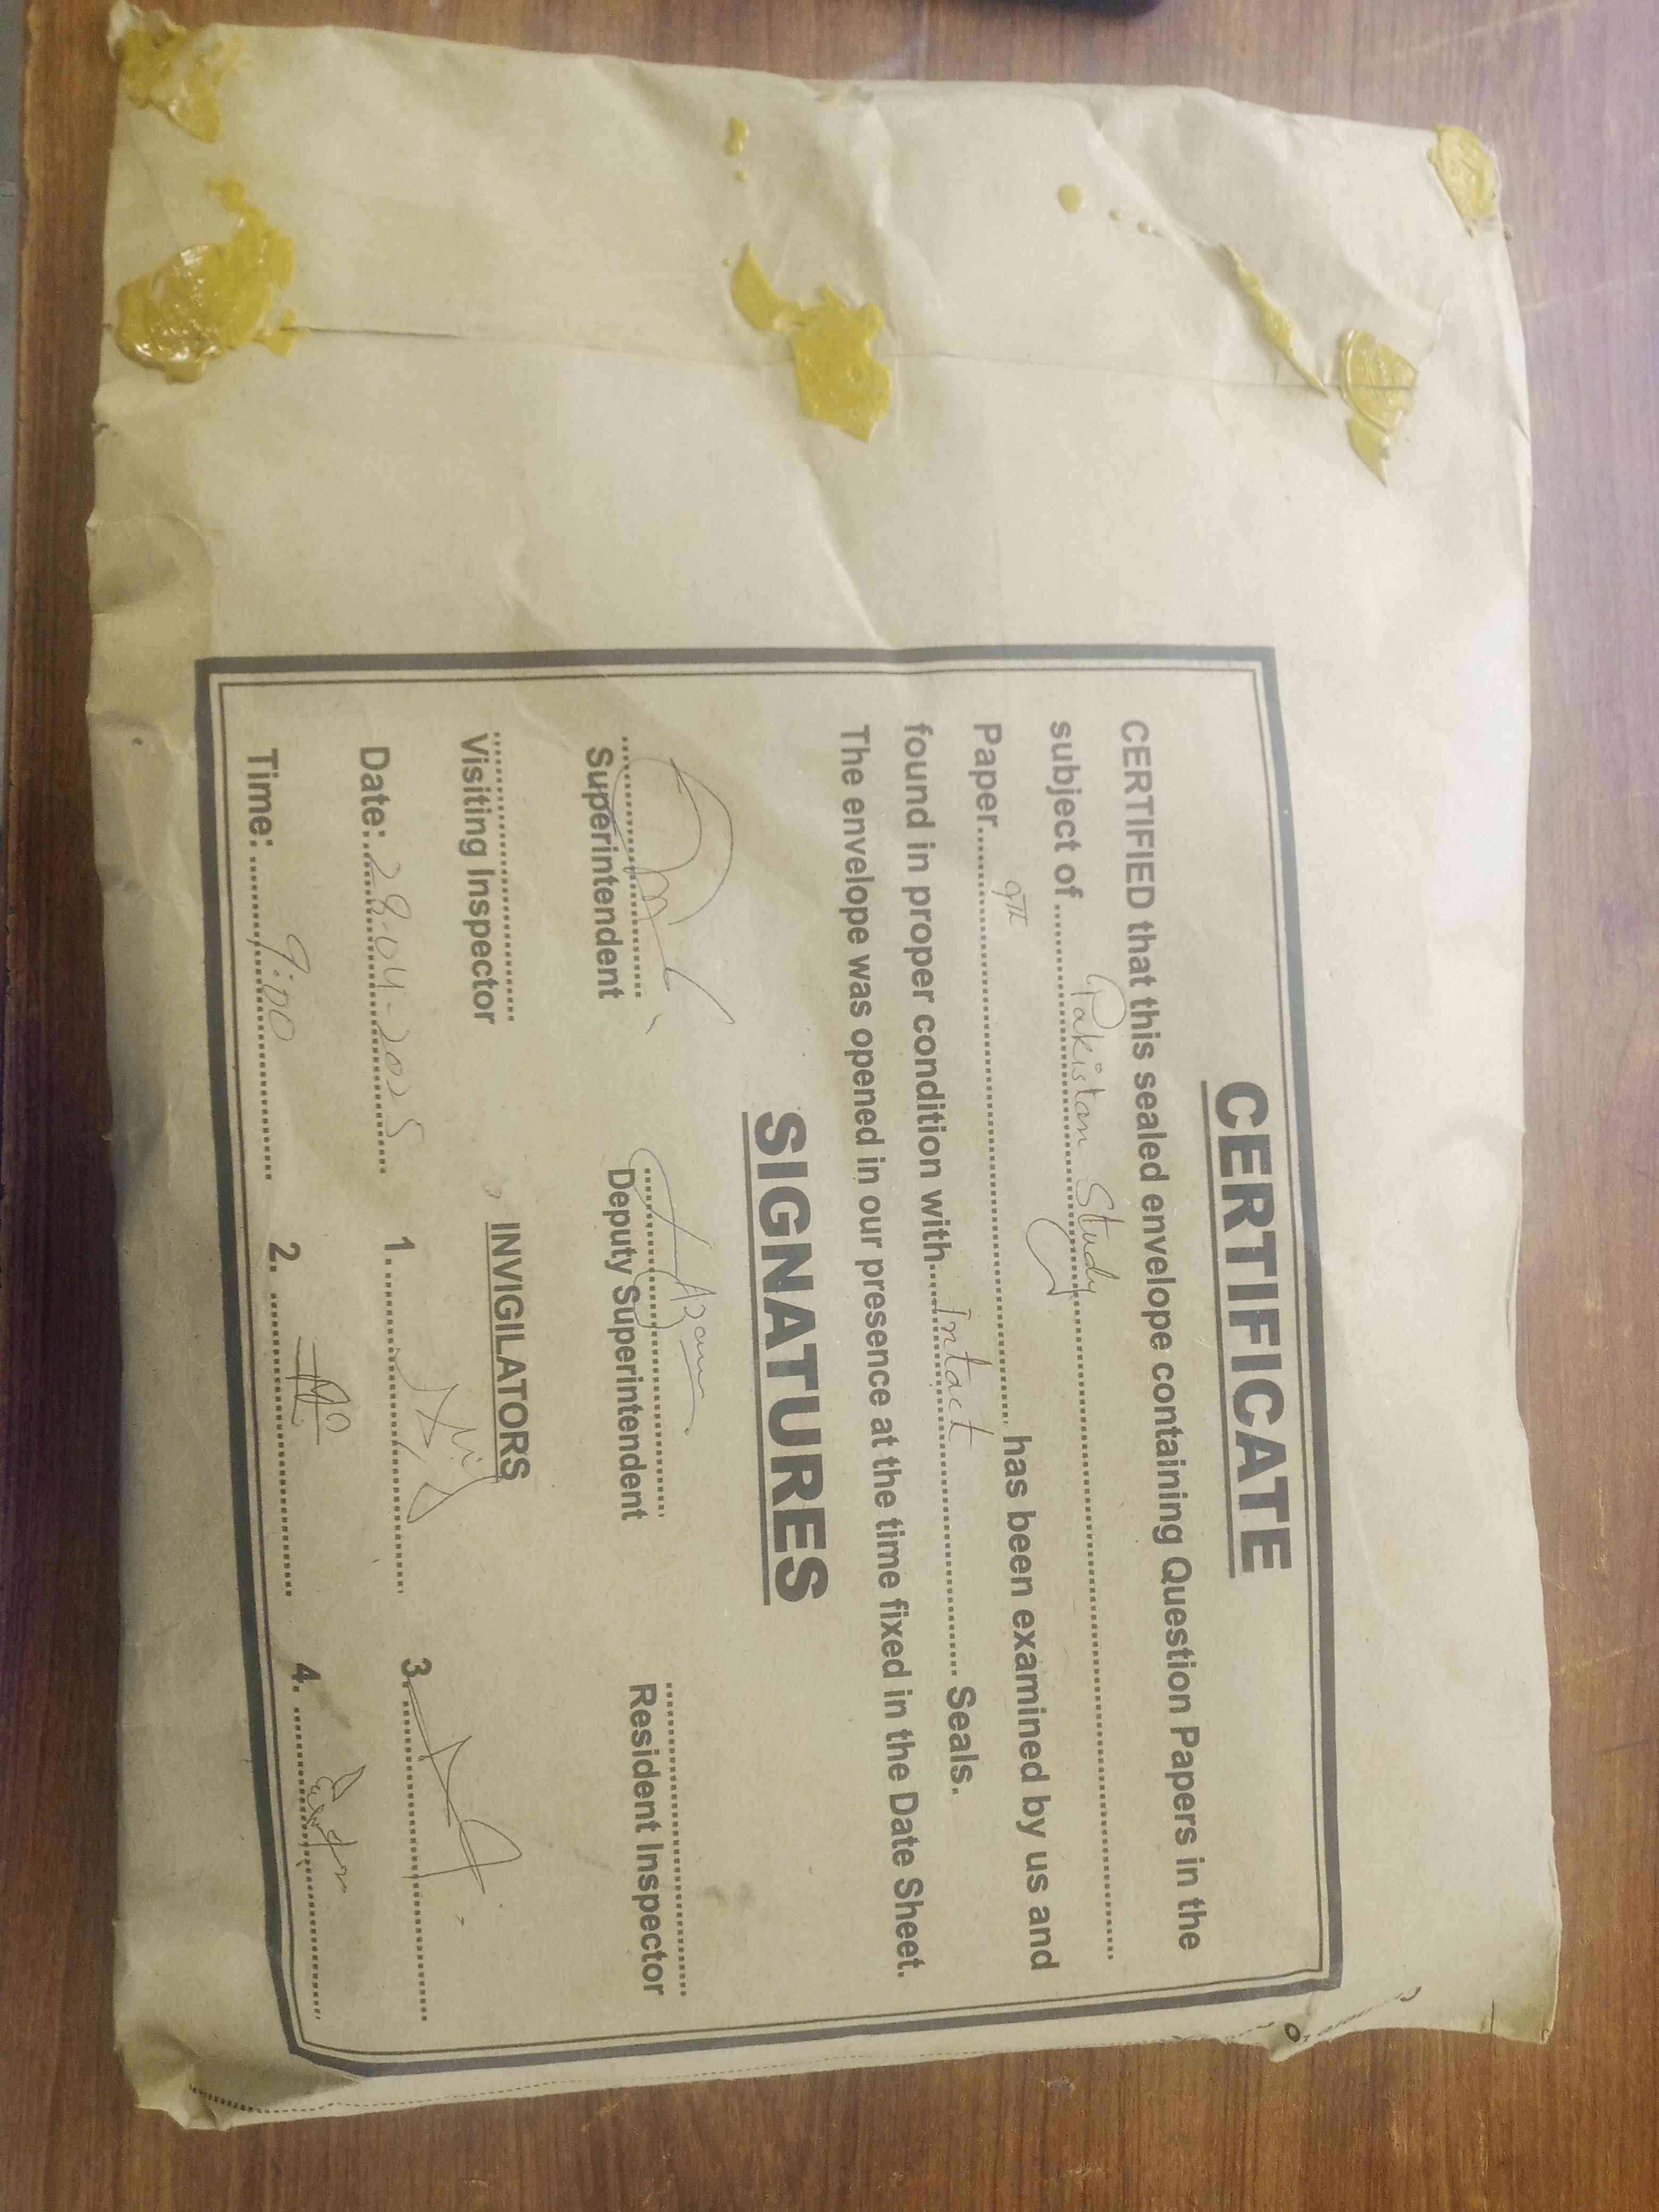 CERTIFICATE
CERTIFIED that this sealed envelope containing Question Papers in the
subject of ..........Pakistan Study..........
Paper.....9th.......... has been examined by us and
found in proper condition with.....Intact.......... Seals.
The envelope was opened in our presence at the time fixed in the Date Sheet.
SIGNATURES
Azam
Superintendent Deputy Superintendent Resident Inspector
Visiting Inspector INVIGILATORS
Date: 28-04-2025 1. 3.
Time: 9:00 2. 4.